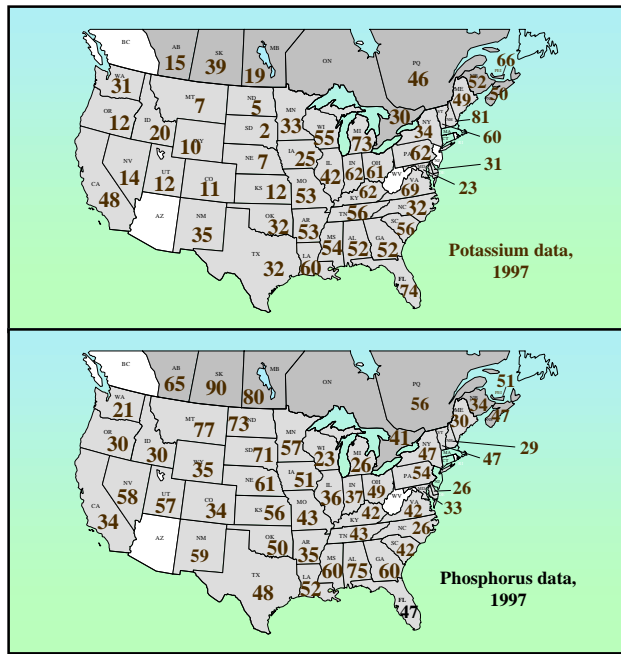 BC
AB
SK
MB
ON
PQ
66
15
39
19
46
52
50
WA
31
MT
7
ND
5
MN
33
30
ME
49
81
OR
12
ID
20
10
SD
2
WI
55
MI
73
NY
34
60
NE
7
IA
25
PA
62
31
NV
14
UT
12
CO
11
IL
42
IN
62
OH
61
WV
VA
69
23
CA
48
KS
12
MO
53
KY
62
NC
32
AZ
NM
35
OK
32
AR
53
TN
56
SC
56
TX
32
LA
60
MS
54
AL
52
GA
52
FL
74
Potassium data,
1997
BC
AB
SK
MB
ON
PQ
51
65
90
80
56
34
47
WA
21
MT
77
73
ND
MN
57
41
ME
30
29
OR
30
ID
30
35
SD
71
WI
23
MI
26
NY
47
47
NE
61
IA
51
PA
54
26
NV
58
UT
57
CO
34
IL
36
IN
37
OH
49
WV
VA
42
33
CA
34
KS
56
MO
43
KY
42
NC
26
AZ
NM
59
OK
50
AR
35
TN
43
SC
42
TX
48
LA
52
MS
60
AL
75
GA
60
FL
47
Phosphorus data,
1997